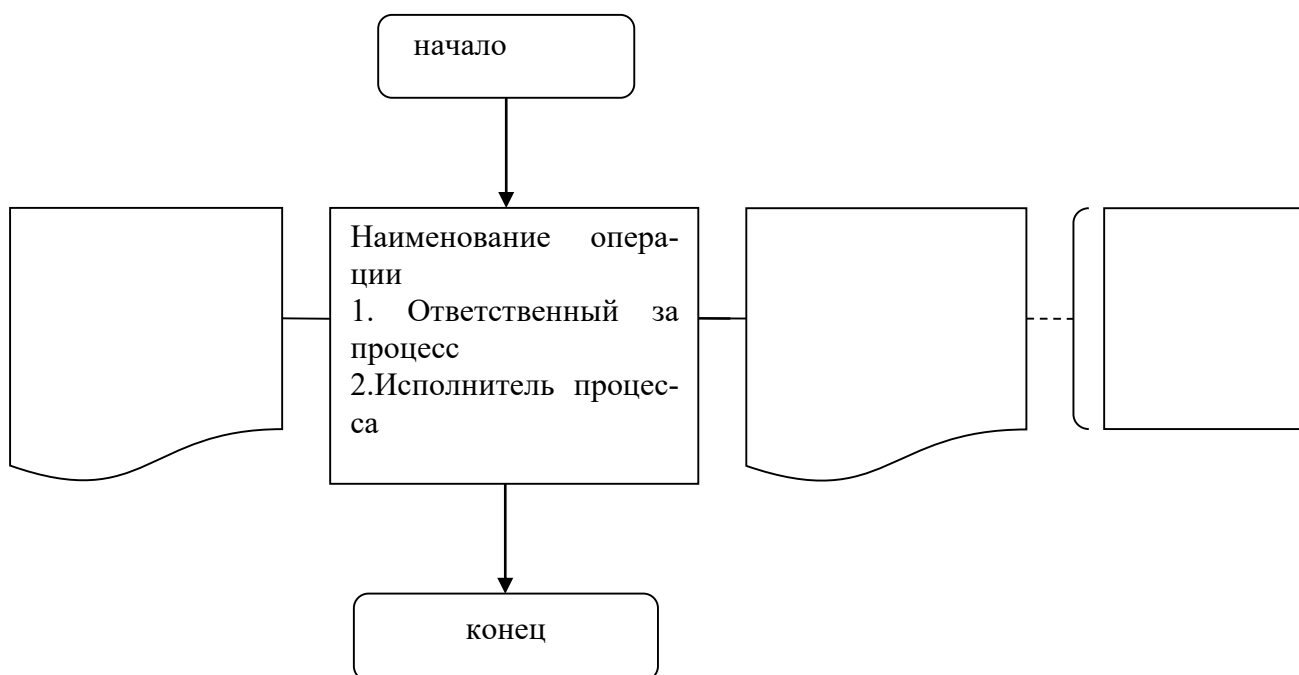 начало
Наименование опера-
ции
1. Ответственный за
процесс
2.Исполнитель процес-
са
конец